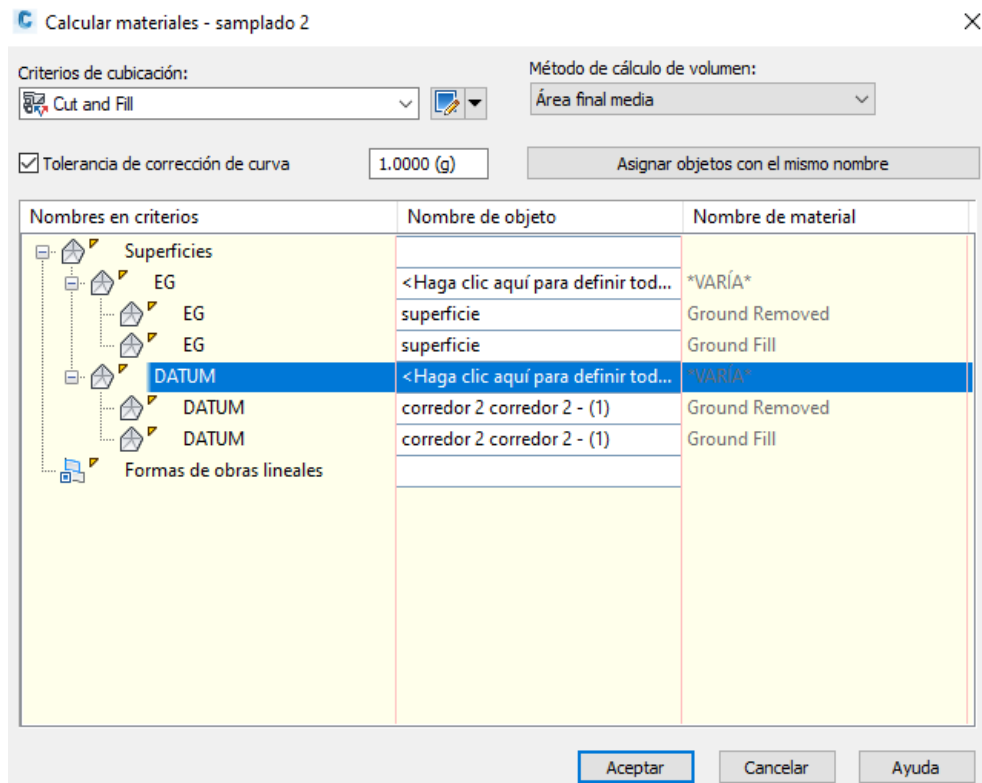 Calcular materiales - samplado 2
Criterios de cubicación:
Método de cálculo de volumen:
Cut and Fill
Área final media
Tolerancia de corrección de curva
1.0000 (g)
Asignar objetos con el mismo nombre
Nombres en criterios Nombre de objeto Nombre de material
Superficies
EG <Haga clic aquí para definir tod... *VARÍA*
EG superficie Ground Removed
EG superficie Ground Fill
DATUM <Haga clic aquí para definir tod... *VARÍA*
DATUM corredor 2 corredor 2 - (1) Ground Removed
DATUM corredor 2 corredor 2 - (1) Ground Fill
Formas de obras lineales
Aceptar Cancelar Ayuda